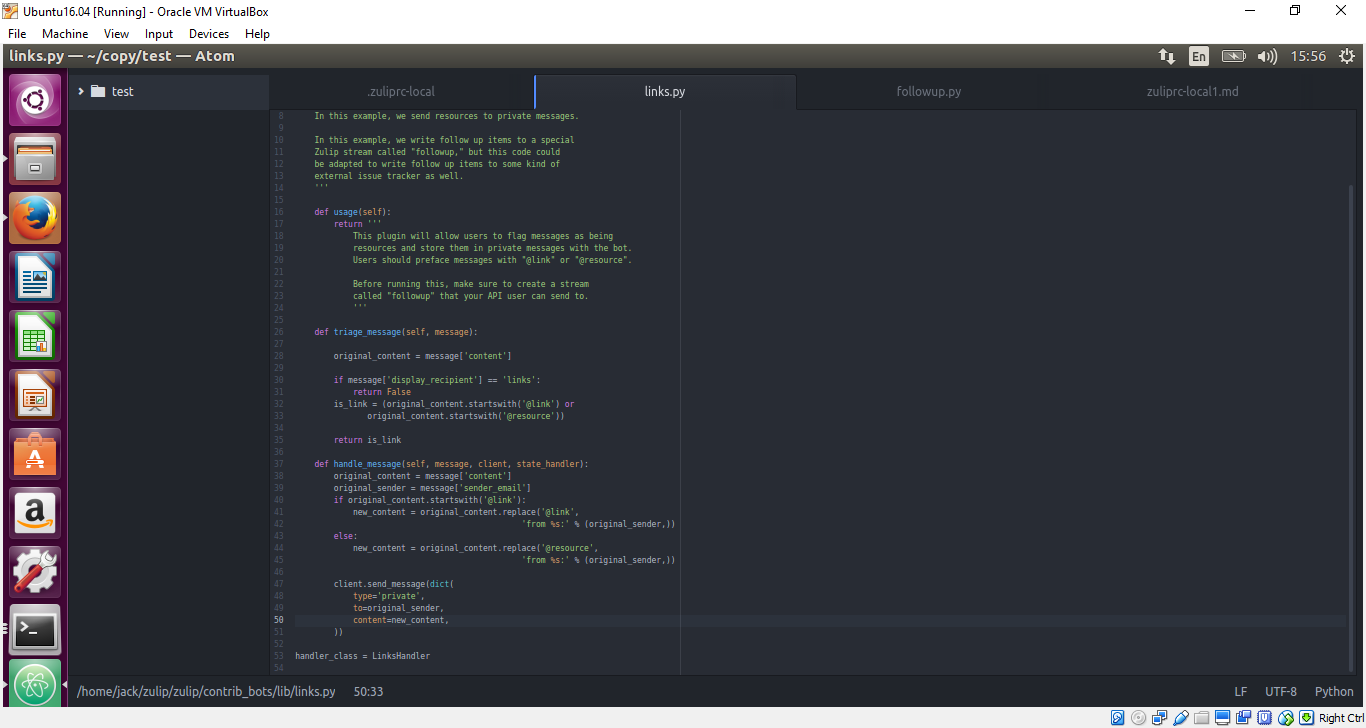 Ubuntu16.04 [Running] - Oracle VM VirtualBox
File Machine View Input Devices Help
links.py — ~/copy/test — Atom
En
15:56
test
.zuliprc-local
links.py
followup.py
zuliprc-local1.md
8 In this example, we send resources to private messages.
9
10 In this example, we write follow up items to a special
11 Zulip stream called "followup," but this code could
12 be adapted to write follow up items to some kind of
13 external issue tracker as well.
14 '''
15
16 def usage(self):
17 return '''
18 This plugin will allow users to flag messages as being
19 resources and store them in private messages with the bot.
20 Users should preface messages with "@link" or "@resource".
21
22 Before running this, make sure to create a stream
23 called "followup" that your API user can send to.
24 '''
25
26 def triage_message(self, message):
27
28 original_content = message['content']
29
30 if message['display_recipient'] == 'links':
31 return False
32 is_link = (original_content.startswith('@link') or
33 original_content.startswith('@resource'))
34
35 return is_link
36
37 def handle_message(self, message, client, state_handler):
38 original_content = message['content']
39 original_sender = message['sender_email']
40 if original_content.startswith('@link'):
41 new_content = original_content.replace('@link',
42 'from %s:' % (original_sender,))
43 else:
44 new_content = original_content.replace('@resource',
45 'from %s:' % (original_sender,))
46
47 client.send_message(dict(
48 type='private',
49 to=original_sender,
50 content=new_content,
51 ))
52
53 handler_class = LinksHandler
54
/home/jack/zulip/zulip/contrib_bots/lib/links.py 50:33 LF UTF-8 Python
Right Ctrl